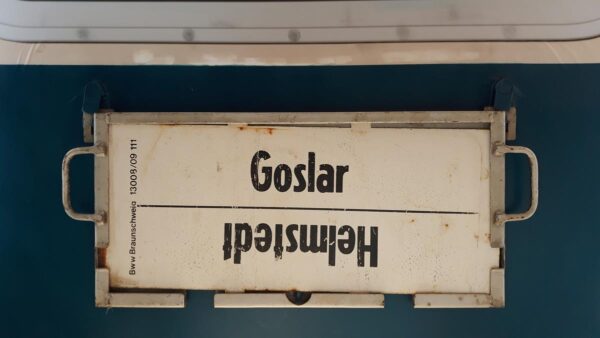 Goslar
Helmstedt
Bww Braunschweig 13008/09 111